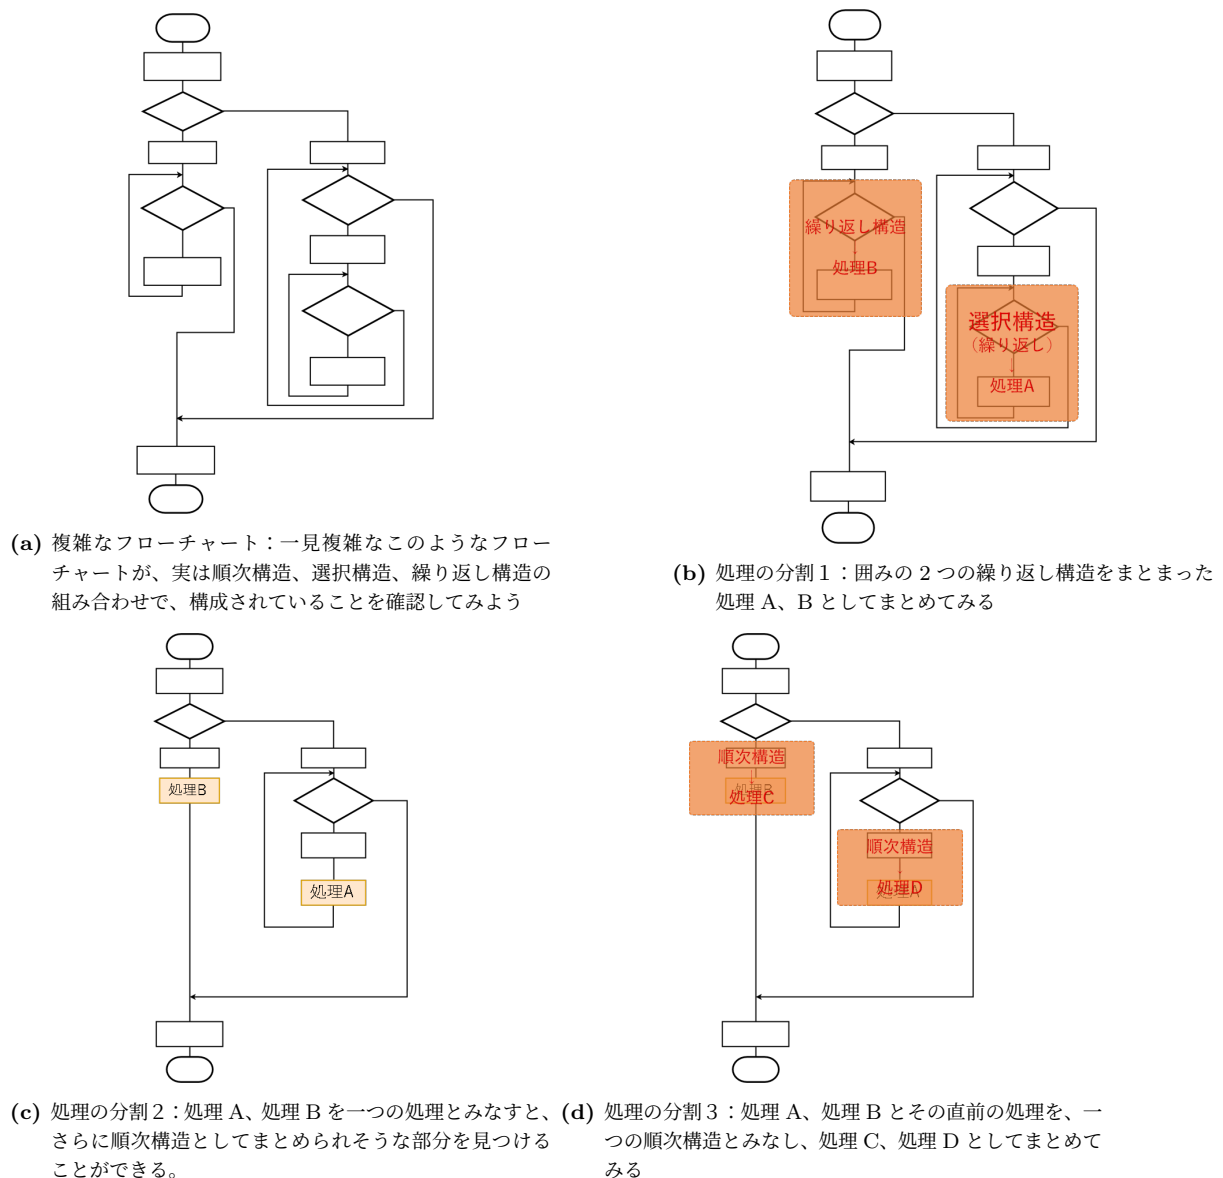 繰り返し構造
処理B
選択構造
（繰り返し）
処理A
(a) 複雑なフローチャート：一見複雑なこのようなフロー
チャートが、実は順次構造、選択構造、繰り返し構造の
組み合わせで、構成されていることを確認してみよう
(b) 処理の分割１：囲みの 2 つの繰り返し構造をまとまった
処理 A、B としてまとめてみる
処理B
処理A
順次構造
処理B
処理C
順次構造
処理A
処理D
(c) 処理の分割２：処理 A、処理 B を一つの処理とみなすと、
さらに順次構造としてまとめられそうな部分を見つける
ことができる。
(d) 処理の分割３：処理 A、処理 B とその直前の処理を、一
つの順次構造とみなし、処理 C、処理 D としてまとめて
みる